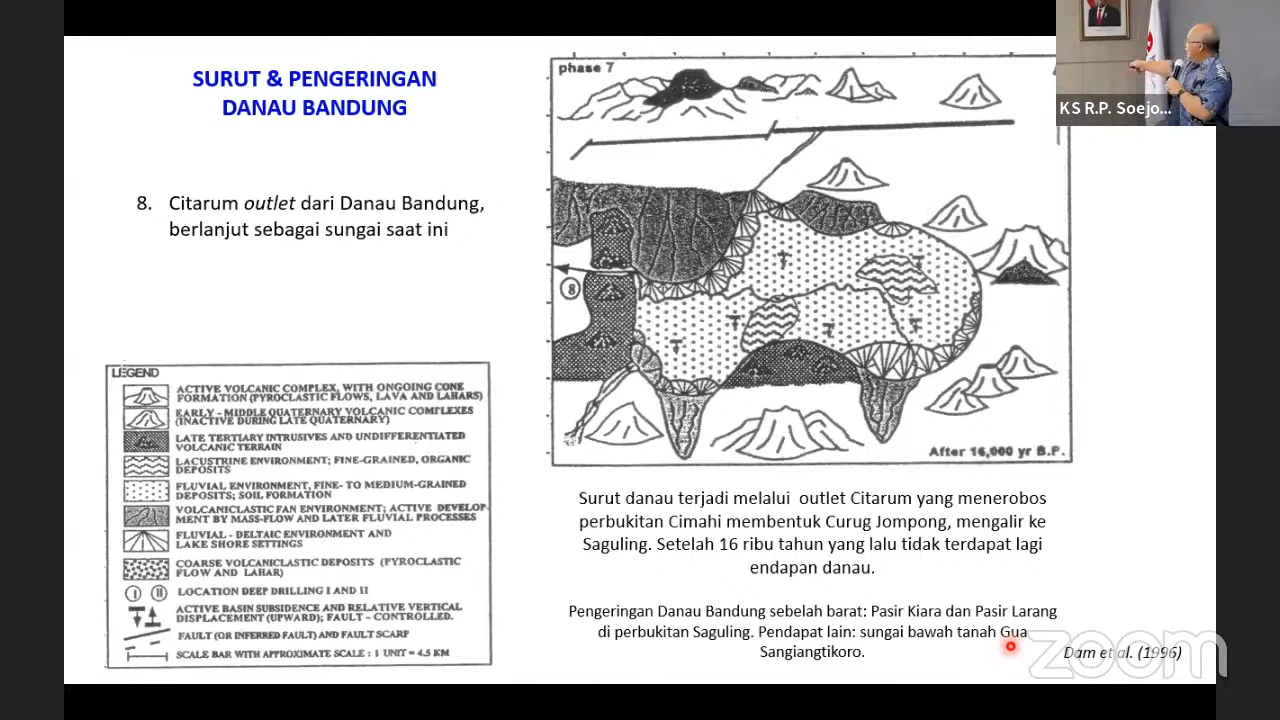 SURUT & PENGERINGAN
DANAU BANDUNG
8. Citarum outlet dari Danau Bandung,
berlanjut sebagai sungai saat ini
LEGEND
ACTIVE VOLCANIC COMPLEX, WITH ONGOING CONE
FORMATION (PYROCLASTIC FLOWS, LAVA AND LAHARS)
EARLY - MIDDLE QUATERNARY VOLCANIC COMPLEXES
(INACTIVE DURING LATE QUATERNARY)
LATE TERTIARY INTRUSIVES AND UNDIFFERENTIATED
VOLCANIC TERRAIN
LACUSTRINE ENVIRONMENT; FINE-GRAINED, ORGANIC
DEPOSITS
FLUVIAL ENVIRONMENT, FINE- TO MEDIUM-GRAINED
DEPOSITS; SOIL FORMATION
VOLCANICLASTIC FAN ENVIRONMENT; ACTIVE DEVELOP-
MENT BY MASS-FLOW AND LATER FLUVIAL PROCESSES
FLUVIAL - DELTAIC ENVIRONMENT AND
LAKE SHORE SETTINGS
COARSE VOLCANICLASTIC DEPOSITS (PYROCLASTIC
FLOW AND LAHAR)
I II LOCATION DEEP DRILLING I AND II
ACTIVE BASIN SUBSIDENCE AND RELATIVE VERTICAL
DISPLACEMENT (UPWARD); FAULT - CONTROLLED.
FAULT (OR INFERRED FAULT) AND FAULT SCARF
SCALE BAR WITH APPROXIMATE SCALE : 1 UNIT = 4.5 KM
phase 7
8
After 16,000 yr B.P.
KS R.P. Soejo...
Surut danau terjadi melalui outlet Citarum yang menerobos
perbukitan Cimahi membentuk Curug Jompong, mengalir ke
Saguling. Setelah 16 ribu tahun yang lalu tidak terdapat lagi
endapan danau.
Pengeringan Danau Bandung sebelah barat: Pasir Kiara dan Pasir Larang
di perbukitan Saguling. Pendapat lain: sungai bawah tanah Gua
Sangiangtikoro.
Dam et al. (1996)
zoom